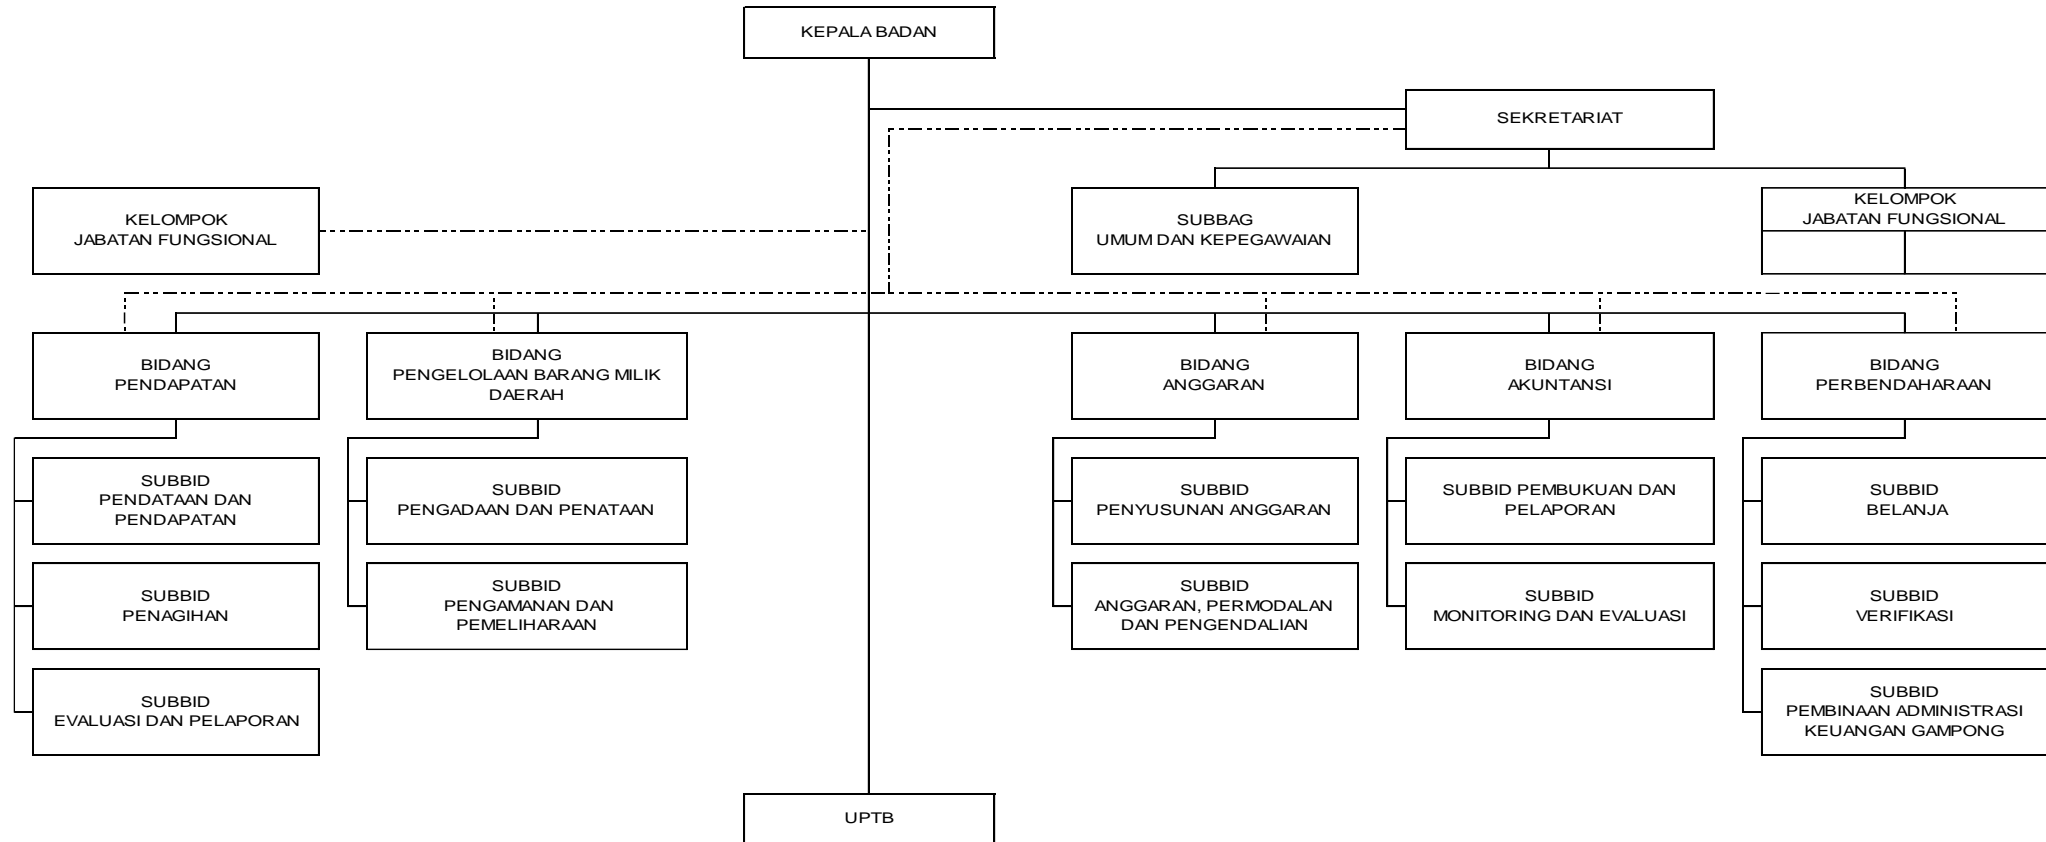 KEPALA BADAN
SEKRETARIAT
KELOMPOK
JABATAN FUNGSIONAL
SUBBAG
UMUM DAN KEPEGAWAIAN
KELOMPOK
JABATAN FUNGSIONAL
BIDANG
PENDAPATAN
BIDANG
PENGELOLAAN BARANG MILIK
DAERAH
BIDANG
ANGGARAN
BIDANG
AKUNTANSI
BIDANG
PERBENDAHARAAN
SUBBID
PENDATAAN DAN
PENDAPATAN
SUBBID
PENGADAAN DAN PENATAAN
SUBBID
PENYUSUNAN ANGGARAN
SUBBID PEMBUKUAN DAN
PELAPORAN
SUBBID
BELANJA
SUBBID
PENAGIHAN
SUBBID
PENGAMANAN DAN
PEMELIHARAAN
SUBBID
ANGGARAN, PERMODALAN
DAN PENGENDALIAN
SUBBID
MONITORING DAN EVALUASI
SUBBID
VERIFIKASI
SUBBID
EVALUASI DAN PELAPORAN
SUBBID
PEMBINAAN ADMINISTRASI
KEUANGAN GAMPONG
UPTB